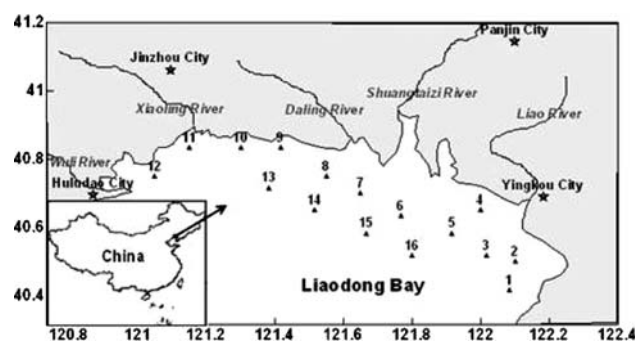 41.2
Panjin City
Jinzhou City
41
Shuangtaizi River
Xiaoling River
Daling River
Liao River
40.8
11
10
9
Wuli River
12
8
13
7
Huludao City
Yingkou City
14
4
6
40.6
15
5
China
16
3
2
Liaodong Bay
1
40.4
120.8
121
121.2
121.4
121.6
121.8
122
122.2
122.4